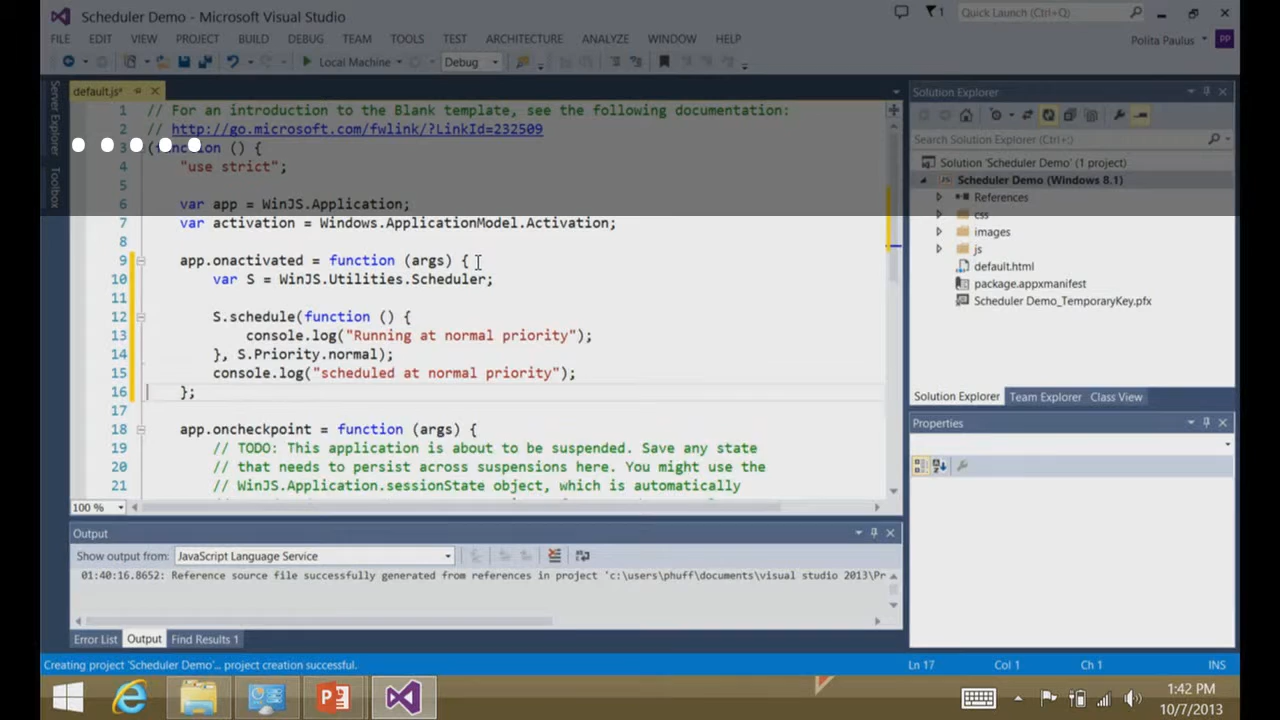 Scheduler Demo - Microsoft Visual Studio
1
Quick Launch (Ctrl+Q)
FILE EDIT VIEW PROJECT BUILD DEBUG TEAM TOOLS TEST ARCHITECTURE ANALYZE WINDOW HELP
Polita Paulus PP
Local Machine Debug
Server Explorer
Toolbox
default.js*
1 // For an introduction to the Blank template, see the following documentation:
2 // http://go.microsoft.com/fwlink/?LinkId=232509
3 (function () {
4 "use strict";
5
6 var app = WinJS.Application;
7 var activation = Windows.ApplicationModel.Activation;
8
9 app.onactivated = function (args) {
10 var S = WinJS.Utilities.Scheduler;
11
12 S.schedule(function () {
13 console.log("Running at normal priority");
14 }, S.Priority.normal);
15 console.log("scheduled at normal priority");
16 };
17
18 app.oncheckpoint = function (args) {
19 // TODO: This application is about to be suspended. Save any state
20 // that needs to persist across suspensions here. You might use the
21 // WinJS.Application.sessionState object, which is automatically
100 %
Solution Explorer
Search Solution Explorer (Ctrl+;)
Solution 'Scheduler Demo' (1 project)
JS Scheduler Demo (Windows 8.1)
References
css
images
js
default.html
package.appxmanifest
Scheduler Demo_TemporaryKey.pfx
Solution Explorer Team Explorer Class View
Properties
Output
Show output from: JavaScript Language Service
01:40:16.8652: Reference source file successfully generated from references in project 'c:\users\phuff\documents\visual studio 2013\Pr
Error List Output Find Results 1
Creating project 'Scheduler Demo'... project creation successful.
Ln 17 Col 1 Ch 1 INS
1:42 PM
10/7/2013